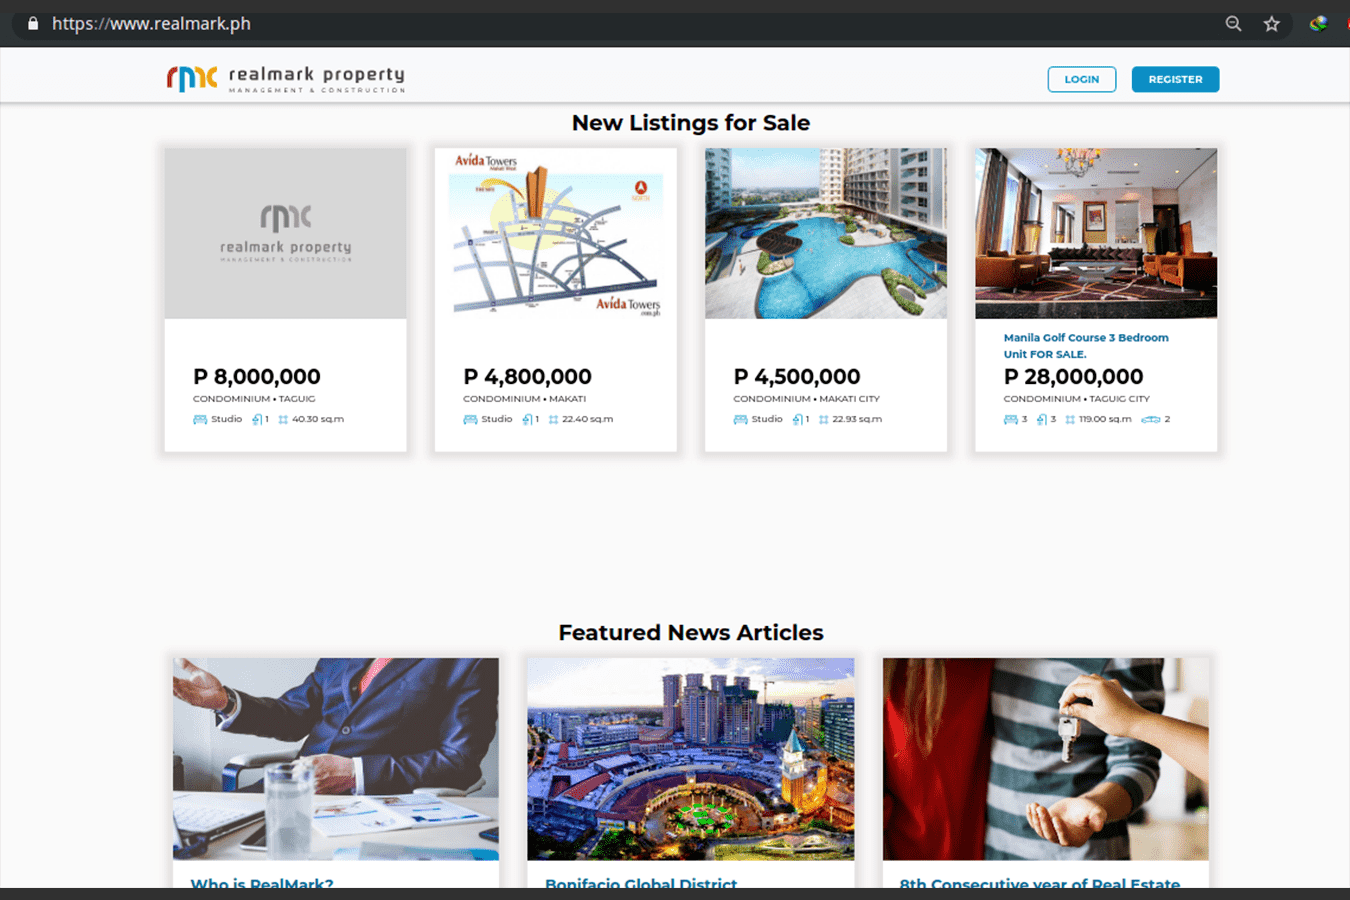 https://www.realmark.ph
rmc realmark property
MANAGEMENT & CONSTRUCTION
LOGIN
REGISTER
New Listings for Sale
rmc
realmark property
MANAGEMENT & CONSTRUCTION
P 8,000,000
CONDOMINIUM • TAGUIG
Studio 1 40.30 sq.m
Avida Towers
NORTH
Avida Towers
.com.ph
P 4,800,000
CONDOMINIUM • MAKATI
Studio 1 22.40 sq.m
P 4,500,000
CONDOMINIUM • MAKATI CITY
Studio 1 22.93 sq.m
Manila Golf Course 3 Bedroom
Unit FOR SALE.
P 28,000,000
CONDOMINIUM • TAGUIG CITY
3 3 119.00 sq.m 2
Featured News Articles
Who is RealMark?
Bonifacio Global District
8th Consecutive year of Real Estate